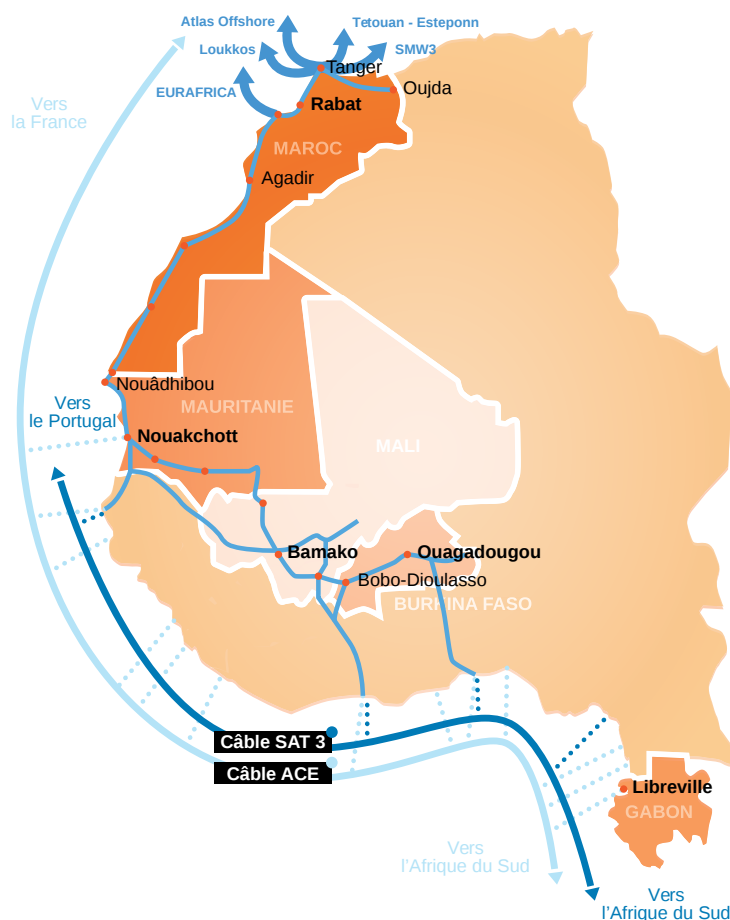 Atlas Offshore
Tetouan - Esteponn
Loukkos
SMW3
Tanger
EURAFRICA
Oujda
Rabat
Vers
la France
MAROC
Agadir
Nouâdhibou
Vers
le Portugal
MAURITANIE
Nouakchott
MALI
Bamako
Ouagadougou
Bobo-Dioulasso
BURKINA FASO
Câble SAT 3
Câble ACE
Libreville
GABON
Vers
l'Afrique du Sud
Vers
l'Afrique du Sud